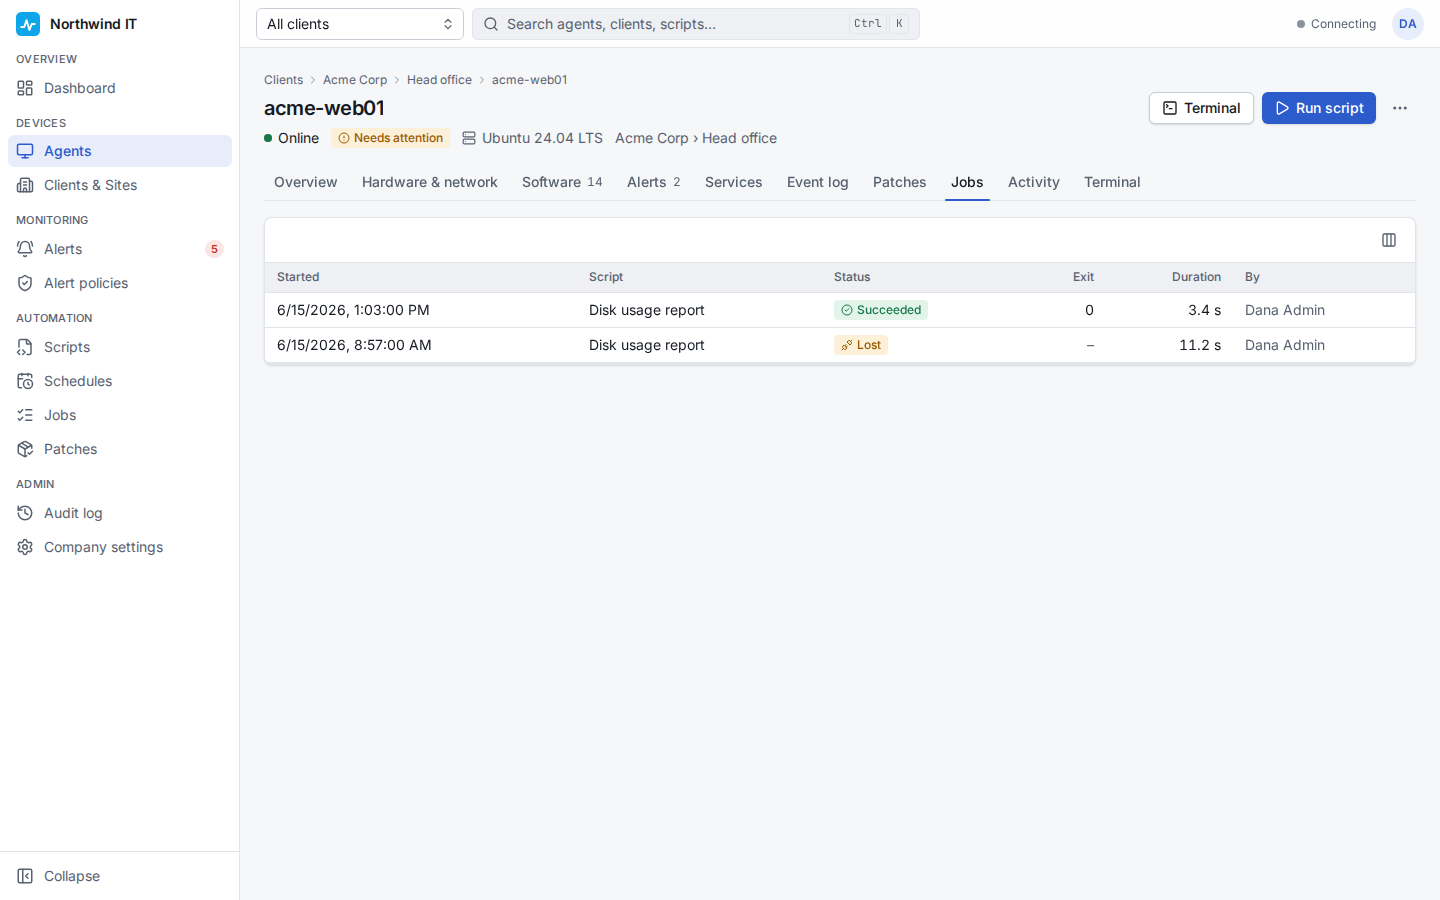 Northwind IT
OVERVIEW
Dashboard
DEVICES
Agents
Clients & Sites
MONITORING
Alerts 5
Alert policies
AUTOMATION
Scripts
Schedules
Jobs
Patches
ADMIN
Audit log
Company settings
Collapse
All clients
Search agents, clients, scripts... Ctrl K
Connecting DA
Clients > Acme Corp > Head office > acme-web01
acme-web01
Terminal Run script
Online Needs attention Ubuntu 24.04 LTS Acme Corp › Head office
Overview Hardware & network Software 14 Alerts 2 Services Event log Patches Jobs Activity Terminal
Started Script Status Exit Duration By
6/15/2026, 1:03:00 PM Disk usage report Succeeded 0 3.4 s Dana Admin
6/15/2026, 8:57:00 AM Disk usage report Lost – 11.2 s Dana Admin